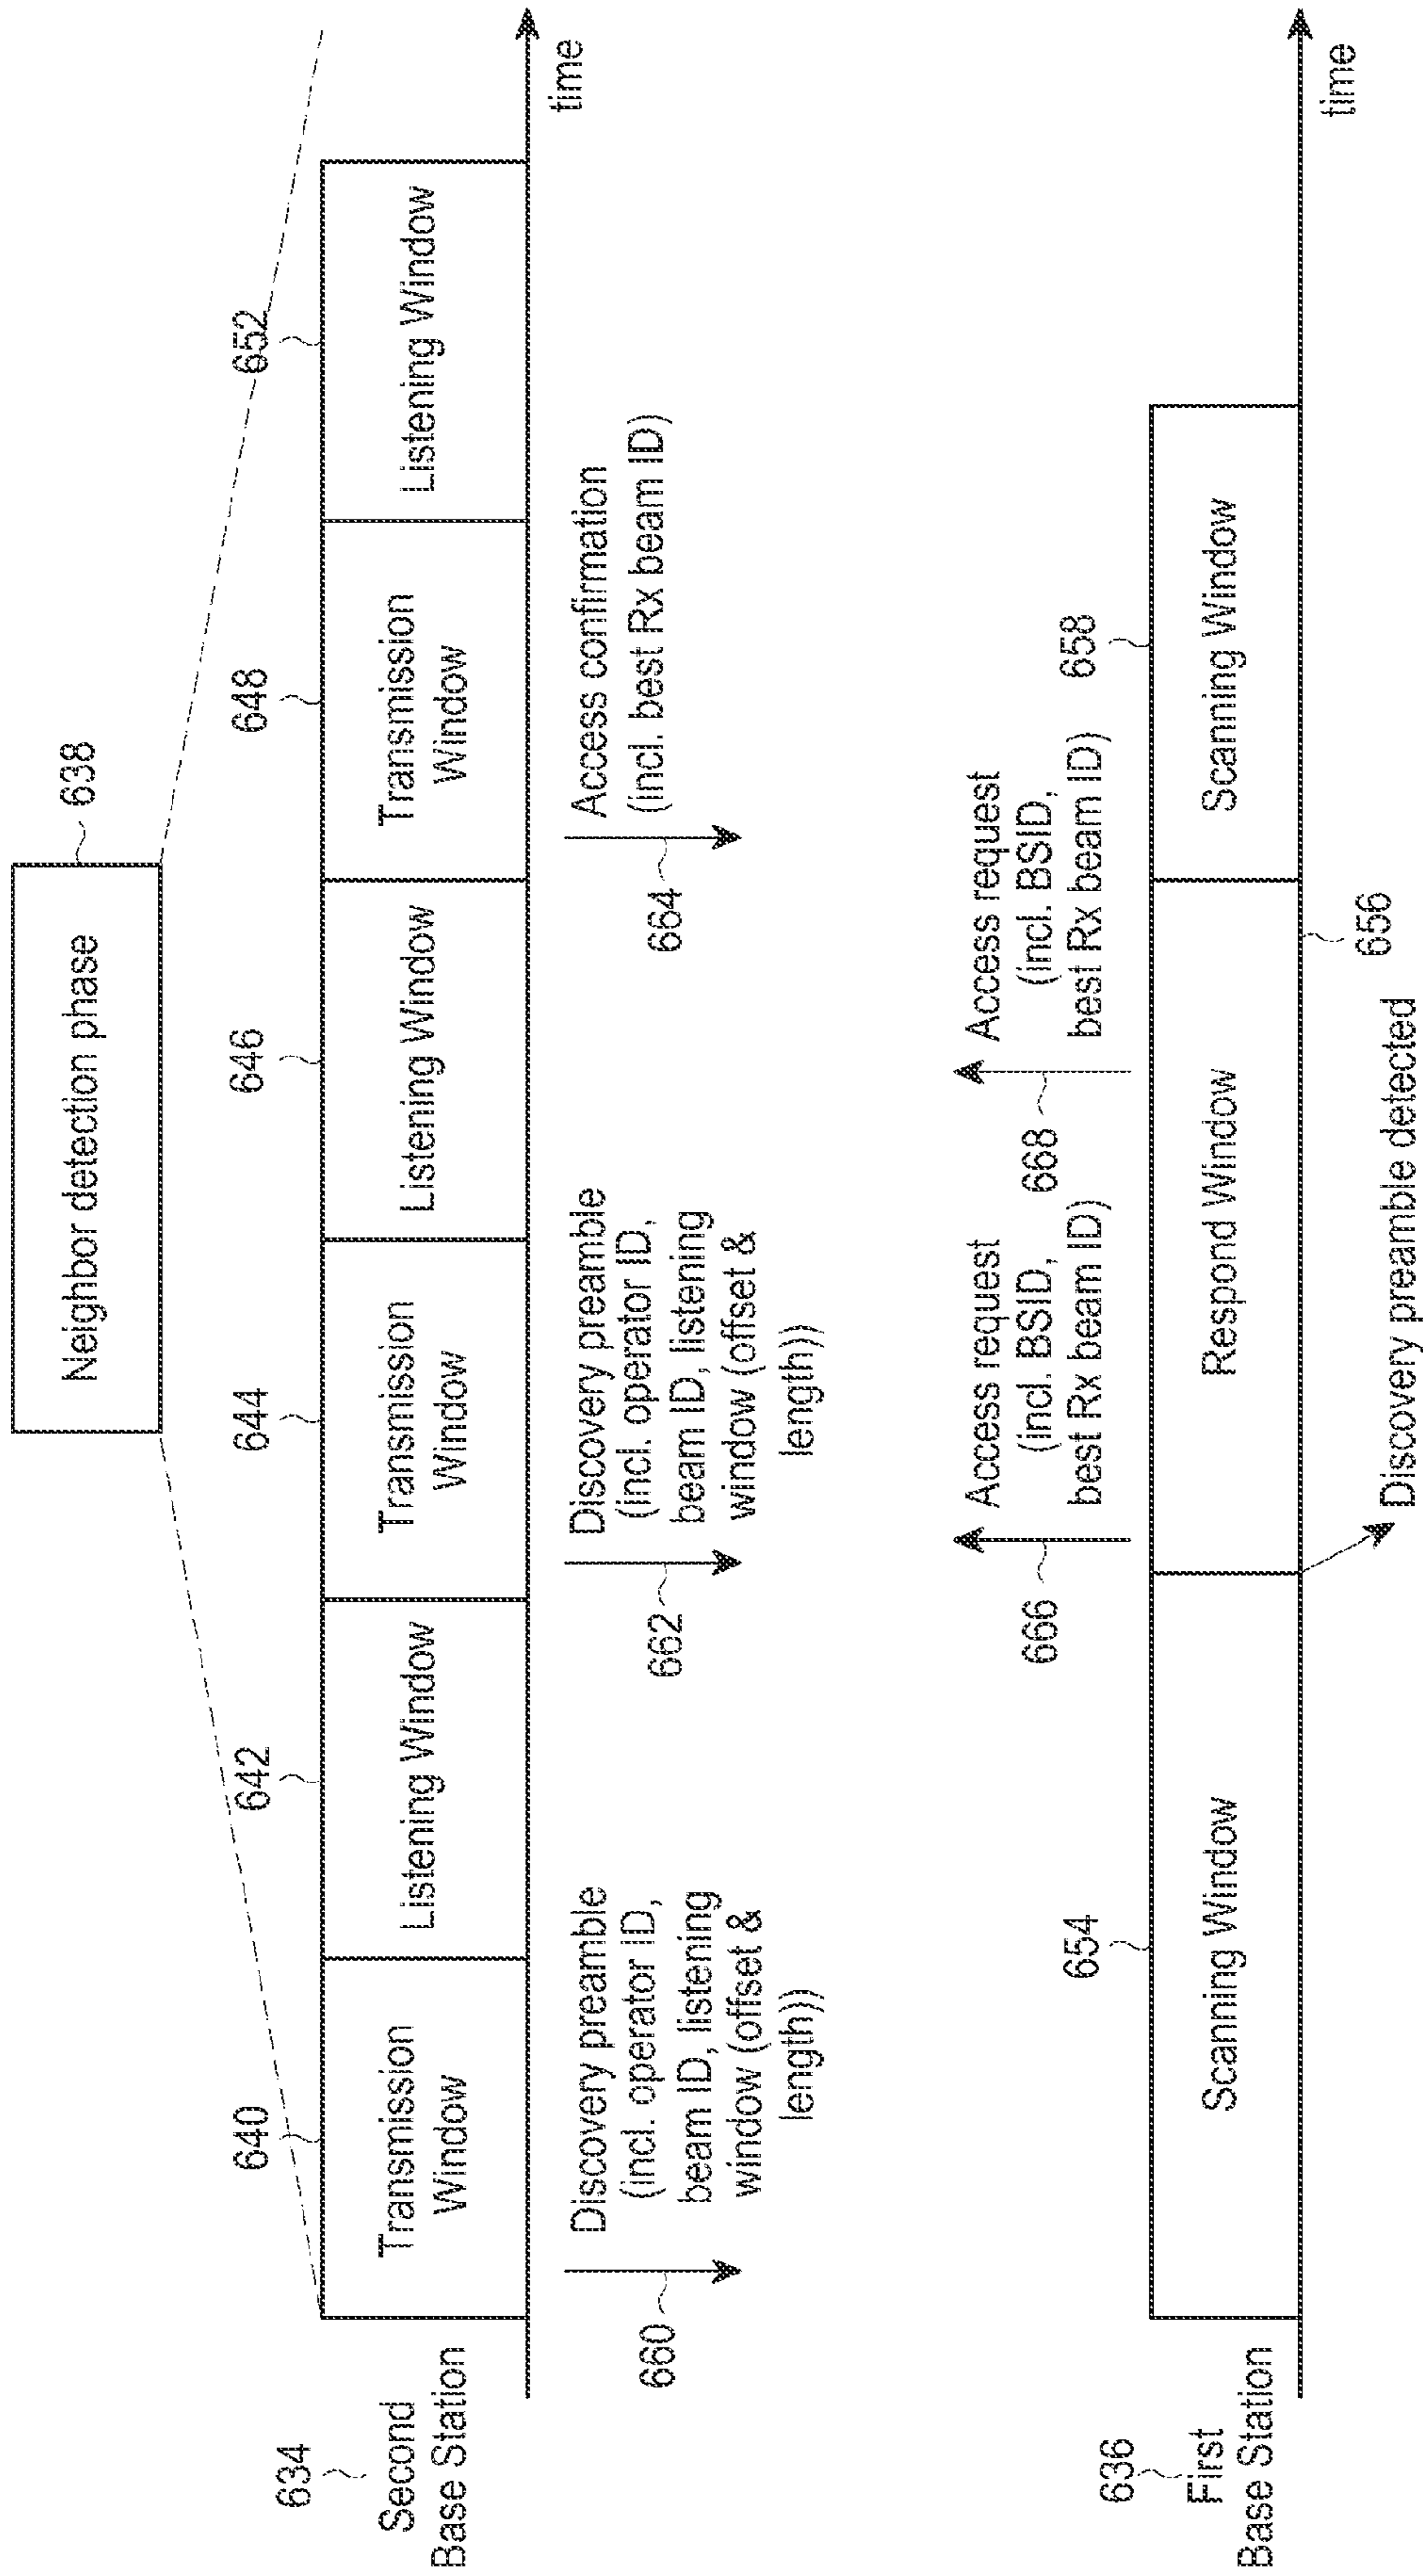 Neighbor detection phase
638
634
Second
Base Station
640
642
644
646
648
652
Transmission
Window
Listening Window
Transmission
Window
Listening Window
Transmission
Window
Listening Window
time
660
Discovery preamble
(incl. operator ID,
beam ID, listening
window (offset &
length))
662
Discovery preamble
(incl. operator ID,
beam ID, listening
window (offset &
length))
664
Access confirmation
(incl. best Rx beam ID)
666
Access request
(incl. BSID,
best Rx beam ID)
668
Access request
(incl. BSID,
best Rx beam ID)
636
First
Base Station
654
Scanning Window
Respond Window
658
Scanning Window
time
656
Discovery preamble detected